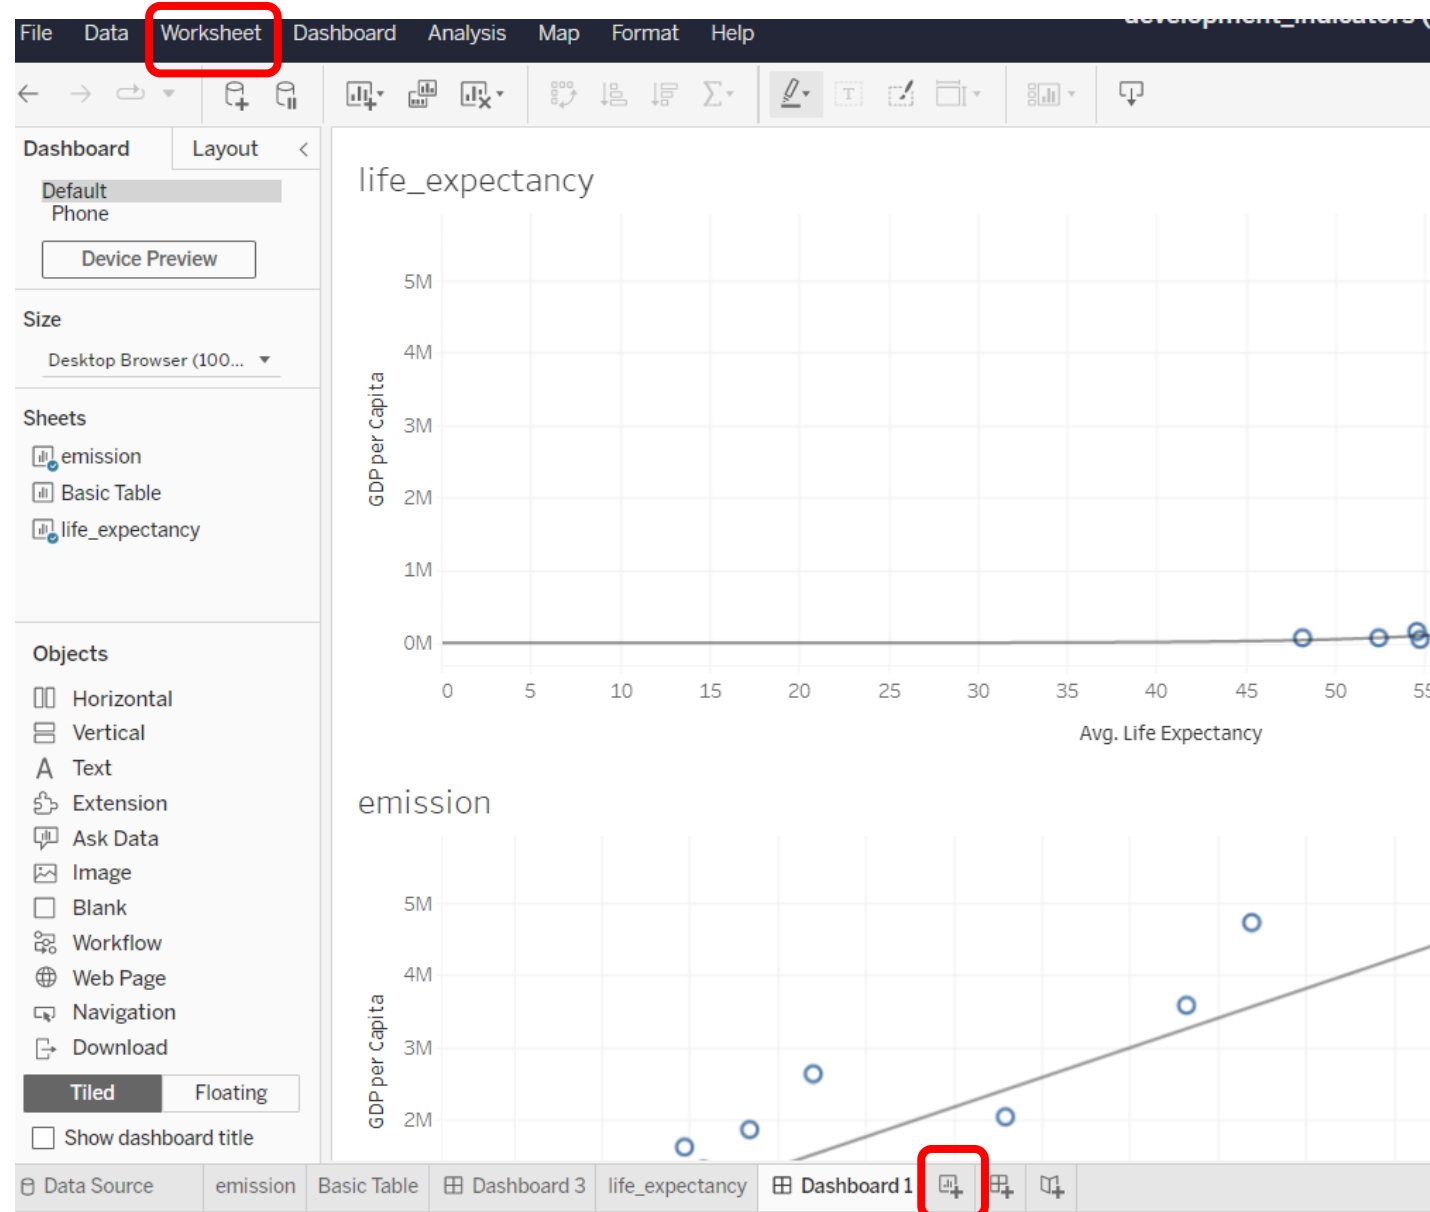 development_indicators
File Data Worksheet Dashboard Analysis Map Format Help
Dashboard Layout
Default
Phone
Device Preview
Size
Desktop Browser (100...
Sheets
emission
Basic Table
life_expectancy
Objects
Horizontal
Vertical
Text
Extension
Ask Data
Image
Blank
Workflow
Web Page
Navigation
Download
Tiled Floating
Show dashboard title
life_expectancy
5M
4M
3M
2M
1M
0M
GDP per Capita
0 5 10 15 20 25 30 35 40 45 50 55
Avg. Life Expectancy
emission
5M
4M
3M
2M
GDP per Capita
Data Source emission Basic Table Dashboard 3 life_expectancy Dashboard 1